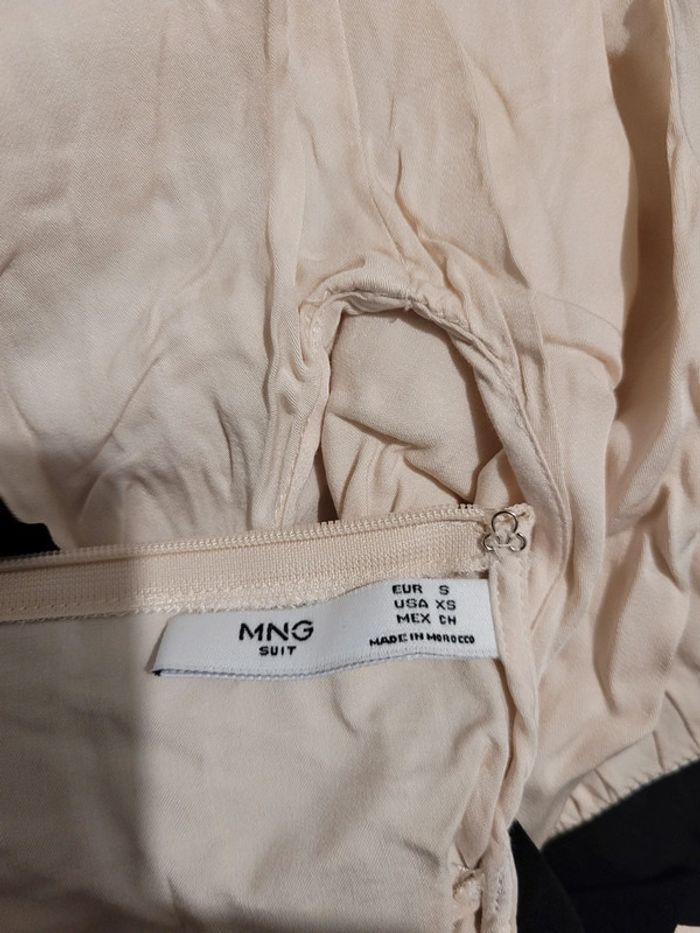 MNG
SUIT
EUR S
USA XS
MEX CH
MADE IN MOROCCO